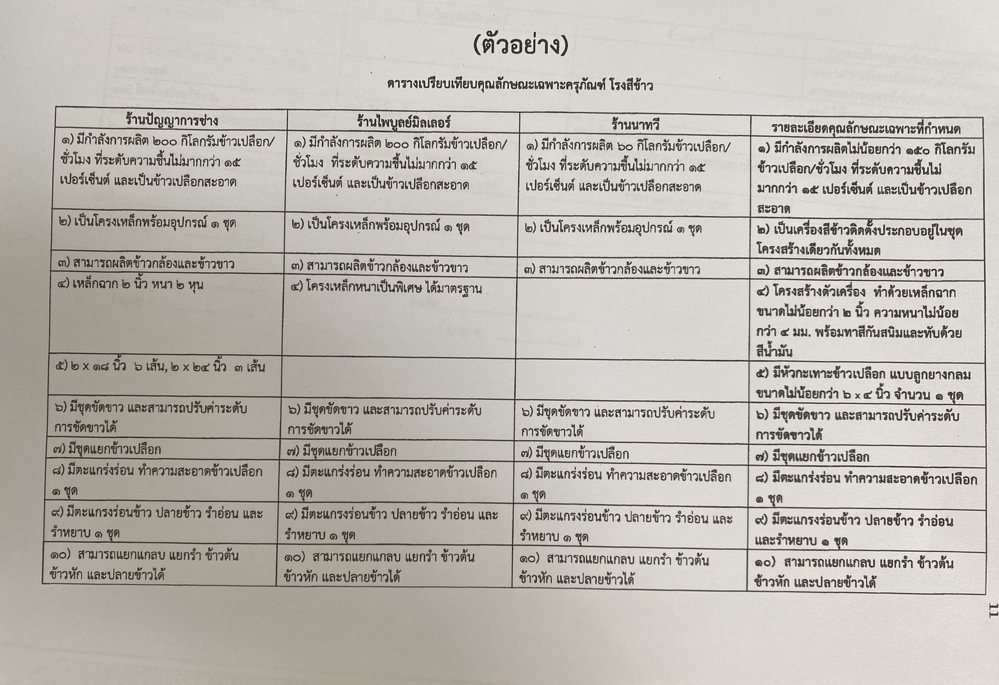 (ตัวอย่าง)
ตารางเปรียบเทียบคุณลักษณะเฉพาะครุภัณฑ์ โรงสีข้าว
ร้านปัญญาการช่าง
๑) มีกำลังการผลิต ๒๐๐ กิโลกรัมข้าวเปลือก/
ชั่วโมง ที่ระดับความชื้นไม่มากกว่า ๑๕
เปอร์เซ็นต์ และเป็นข้าวเปลือกสะอาด
๒) เป็นโครงเหล็กพร้อมอุปกรณ์ ๑ ชุด
๓) สามารถผลิตข้าวกล้องและข้าวขาว
๔) เหล็กฉาก ๒ นิ้ว หนา ๒ หุน
๕) ๒ x ๑๘ นิ้ว ๖ เส้น, ๒ x ๒๔ นิ้ว ๓ เส้น
๖) มีชุดขัดขาว และสามารถปรับค่าระดับ
การขัดขาวได้
๗) มีชุดแยกข้าวเปลือก
๘) มีตะแกร่งร่อน ทำความสะอาดข้าวเปลือก
๑ ชุด
๙) มีตะแกรงร่อนข้าว ปลายข้าว รำอ่อน และ
รำหยาบ ๑ ชุด
๑๐) สามารถแยกแกลบ แยกรำ ข้าวต้น
ข้าวหัก และปลายข้าวได้
ร้านไพบูลย์มิลเลอร์
๑) มีกำลังการผลิต ๒๐๐ กิโลกรัมข้าวเปลือก/
ชั่วโมง ที่ระดับความชื้นไม่มากกว่า ๑๕
เปอร์เซ็นต์ และเป็นข้าวเปลือกสะอาด
๒) เป็นโครงเหล็กพร้อมอุปกรณ์ ๑ ชุด
๓) สามารถผลิตข้าวกล้องและข้าวขาว
๔) โครงเหล็กหนาเป็นพิเศษ ได้มาตรฐาน
๖) มีชุดขัดขาว และสามารถปรับค่าระดับ
การขัดขาวได้
๗) มีชุดแยกข้าวเปลือก
๘) มีตะแกร่งร่อน ทำความสะอาดข้าวเปลือก
๑ ชุด
๙) มีตะแกรงร่อนข้าว ปลายข้าว รำอ่อน และ
รำหยาบ ๑ ชุด
๑๐) สามารถแยกแกลบ แยกรำ ข้าวต้น
ข้าวหัก และปลายข้าวได้
ร้านนาทวี
๑) มีกำลังการผลิต ๖๐ กิโลกรัมข้าวเปลือก/
ชั่วโมง ที่ระดับความชื้นไม่มากกว่า ๑๕
เปอร์เซ็นต์ และเป็นข้าวเปลือกสะอาด
๒) เป็นโครงเหล็กพร้อมอุปกรณ์ ๑ ชุด
๓) สามารถผลิตข้าวกล้องและข้าวขาว
๖) มีชุดขัดขาว และสามารถปรับค่าระดับ
การขัดขาวได้
๗) มีชุดแยกข้าวเปลือก
๘) มีตะแกร่งร่อน ทำความสะอาดข้าวเปลือก
๑ ชุด
๙) มีตะแกรงร่อนข้าว ปลายข้าว รำอ่อน และ
รำหยาบ ๑ ชุด
๑๐) สามารถแยกแกลบ แยกรำ ข้าวต้น
ข้าวหัก และปลายข้าวได้
รายละเอียดคุณลักษณะเฉพาะที่กำหนด
๑) มีกำลังการผลิตไม่น้อยกว่า ๑๕๐ กิโลกรัม
ข้าวเปลือก/ชั่วโมง ที่ระดับความชื้นไม่
มากกว่า ๑๕ เปอร์เซ็นต์ และเป็นข้าวเปลือก
สะอาด
๒) เป็นเครื่องสีข้าวติดตั้งประกอบอยู่ในชุด
โครงสร้างเดียวกันทั้งหมด
๓) สามารถผลิตข้าวกล้องและข้าวขาว
๔) โครงสร้างตัวเครื่อง ทำด้วยเหล็กฉาก
ขนาดไม่น้อยกว่า ๒ นิ้ว ความหนาไม่น้อย
กว่า ๔ มม. พร้อมทาสีกันสนิมและทับด้วย
สีน้ำมัน
๕) มีหัวกะเทาะข้าวเปลือก แบบลูกยางกลม
ขนาดไม่น้อยกว่า ๖ x ๔ นิ้ว จำนวน ๑ ชุด
๖) มีชุดขัดขาว และสามารถปรับค่าระดับ
การขัดขาวได้
๗) มีชุดแยกข้าวเปลือก
๘) มีตะแกร่งร่อน ทำความสะอาดข้าวเปลือก
๑ ชุด
๙) มีตะแกรงร่อนข้าว ปลายข้าว รำอ่อน
และรำหยาบ ๑ ชุด
๑๐) สามารถแยกแกลบ แยกรำ ข้าวต้น
ข้าวหัก และปลายข้าวได้
11